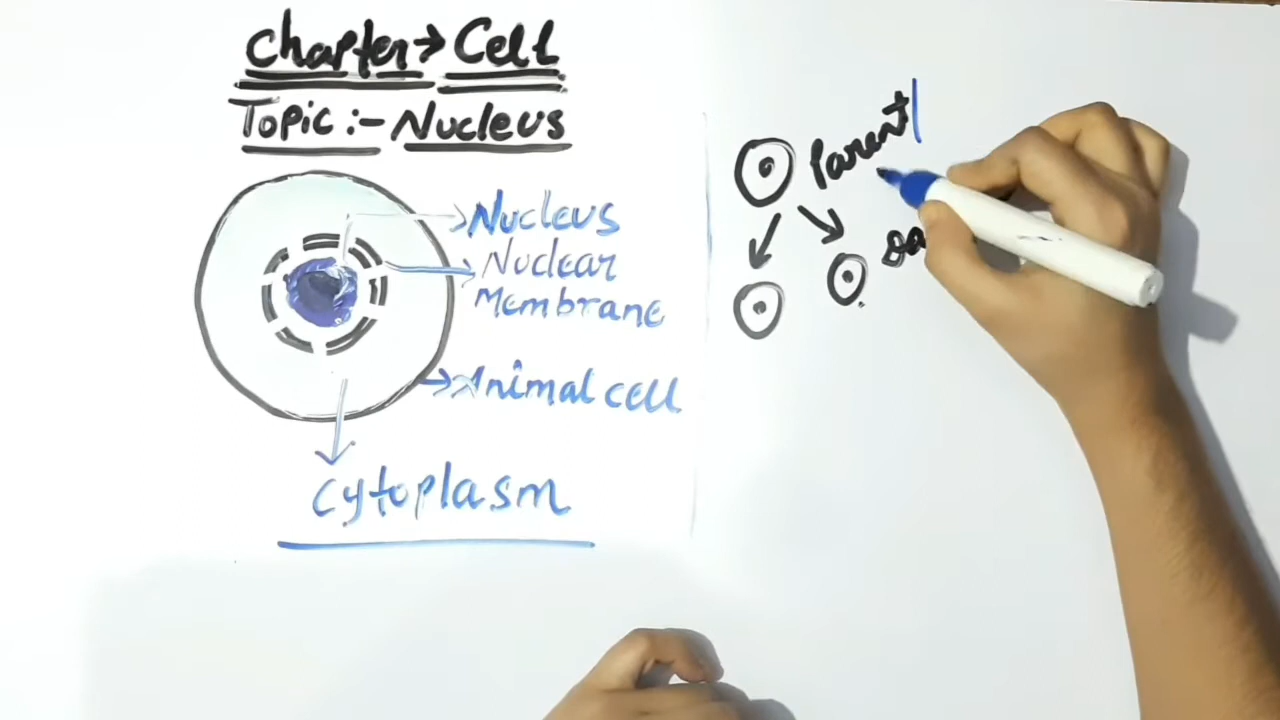 Chapter → Cell
Topic :- Nucleus
Nucleus
Nuclear
Membrane
Animal cell
Cytoplasm
Parent